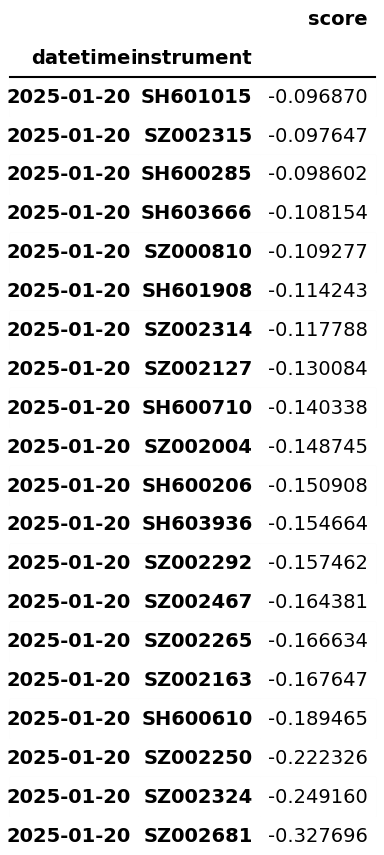 score
datetime instrument
2025-01-20 SH601015 -0.096870
2025-01-20 SZ002315 -0.097647
2025-01-20 SH600285 -0.098602
2025-01-20 SH603666 -0.108154
2025-01-20 SZ000810 -0.109277
2025-01-20 SH601908 -0.114243
2025-01-20 SZ002314 -0.117788
2025-01-20 SZ002127 -0.130084
2025-01-20 SH600710 -0.140338
2025-01-20 SZ002004 -0.148745
2025-01-20 SH600206 -0.150908
2025-01-20 SH603936 -0.154664
2025-01-20 SZ002292 -0.157462
2025-01-20 SZ002467 -0.164381
2025-01-20 SZ002265 -0.166634
2025-01-20 SZ002163 -0.167647
2025-01-20 SH600610 -0.189465
2025-01-20 SZ002250 -0.222326
2025-01-20 SZ002324 -0.249160
2025-01-20 SZ002681 -0.327696